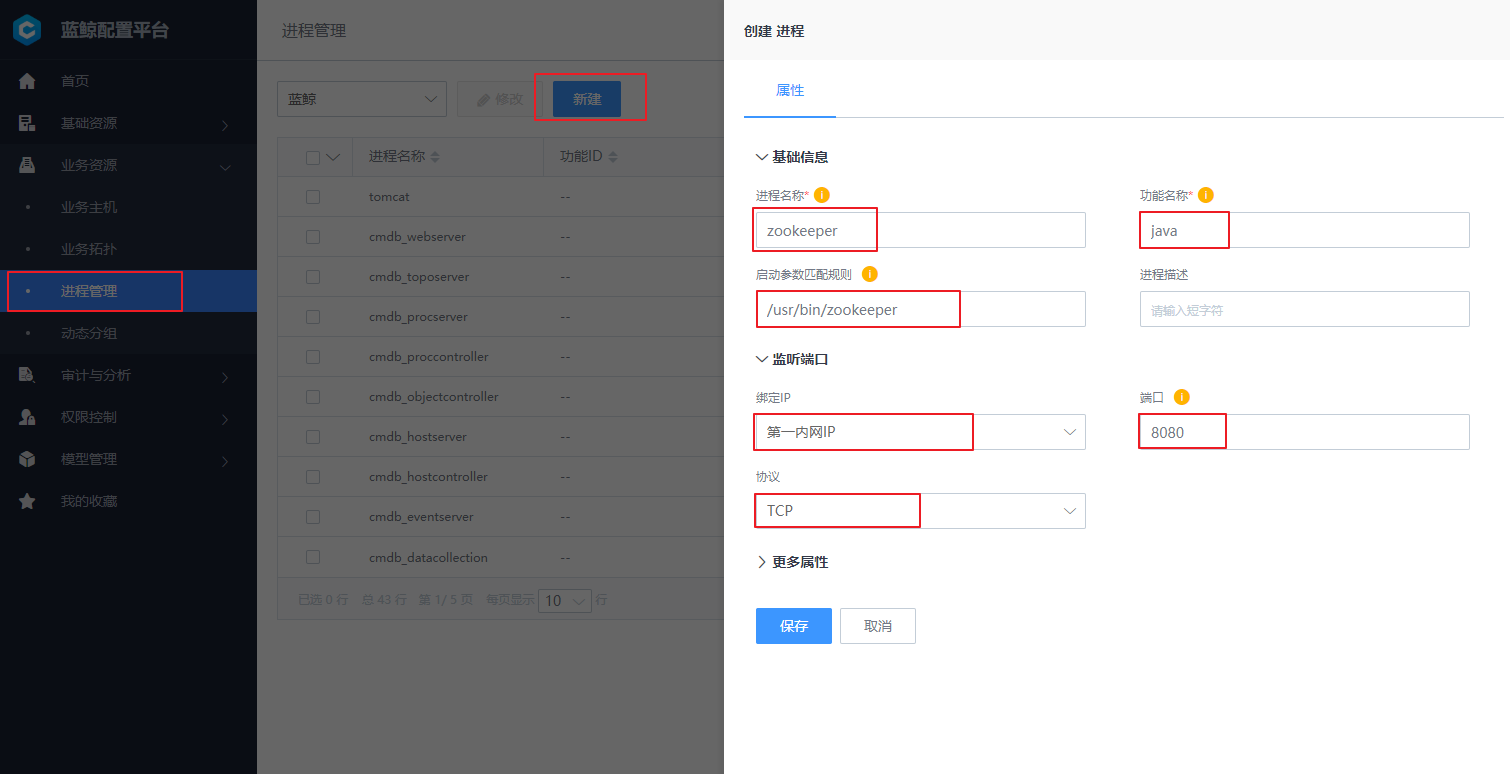 蓝鲸配置平台
首页
基础资源
业务资源
业务主机
业务拓扑
进程管理
动态分组
审计与分析
权限控制
模型管理
我的收藏
进程管理
蓝鲸 修改 新建
进程名称 功能ID
tomcat --
cmdb_webserver --
cmdb_toposerver --
cmdb_procserver --
cmdb_proccontroller --
cmdb_objectcontroller --
cmdb_hostserver --
cmdb_hostcontroller --
cmdb_eventserver --
cmdb_datacollection --
已选 0 行 总 43 行 第 1/ 5 页 每页显示 10 行
创建 进程
属性
基础信息
进程名称* 功能名称*
zookeeper java
启动参数匹配规则 进程描述
/usr/bin/zookeeper 请输入短字符
监听端口
绑定IP 端口
第一内网IP 8080
协议
TCP
更多属性
保存 取消